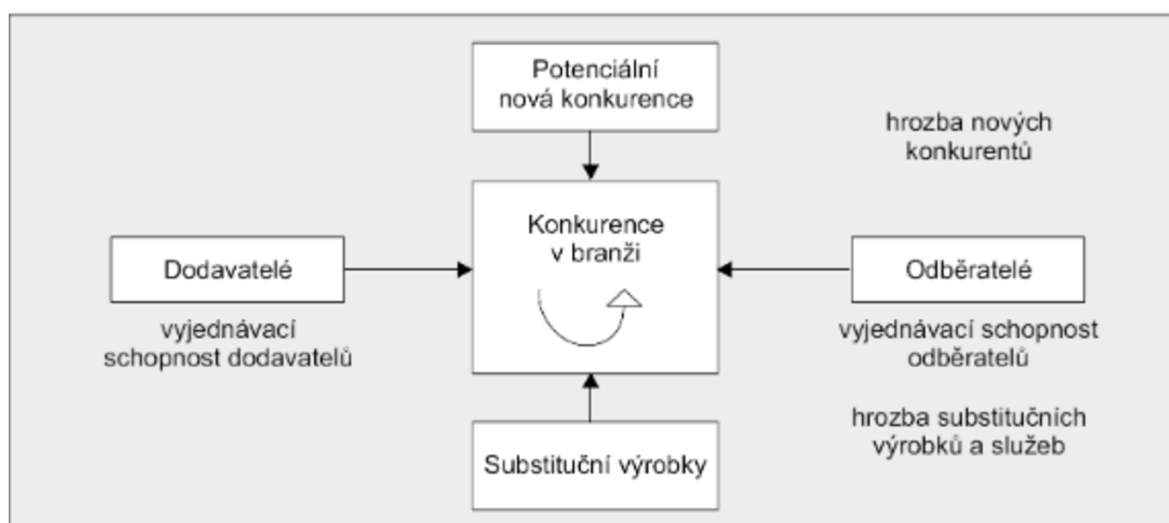 Potenciální
nová konkurence
hrozba nových
konkurentů
Konkurence
v branži
Dodavatelé
Odběratelé
vyjednávací
schopnost dodavatelů
vyjednávací schopnost
odběratelů
hrozba substitučních
výrobků a služeb
Substituční výrobky